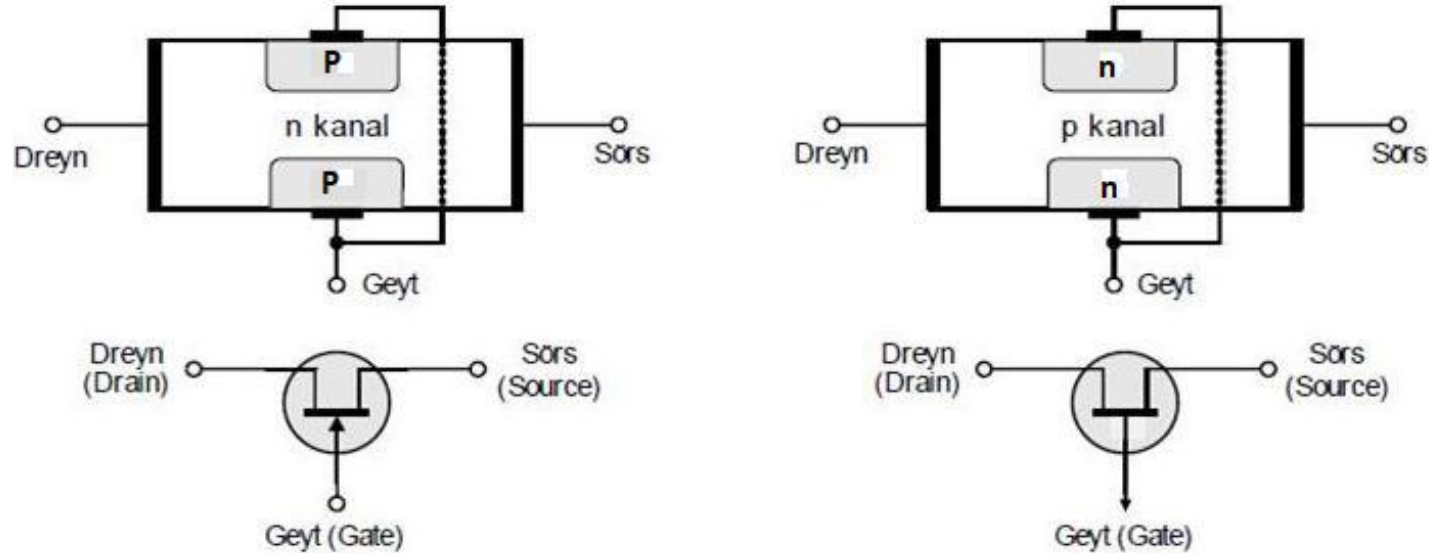 P
n kanal
Dreyn
Sörs
P
Geyt
n
p kanal
Dreyn
Sörs
n
Geyt
Dreyn
(Drain)
Sörs
(Source)
Geyt (Gate)
Dreyn
(Drain)
Sörs
(Source)
Geyt (Gate)